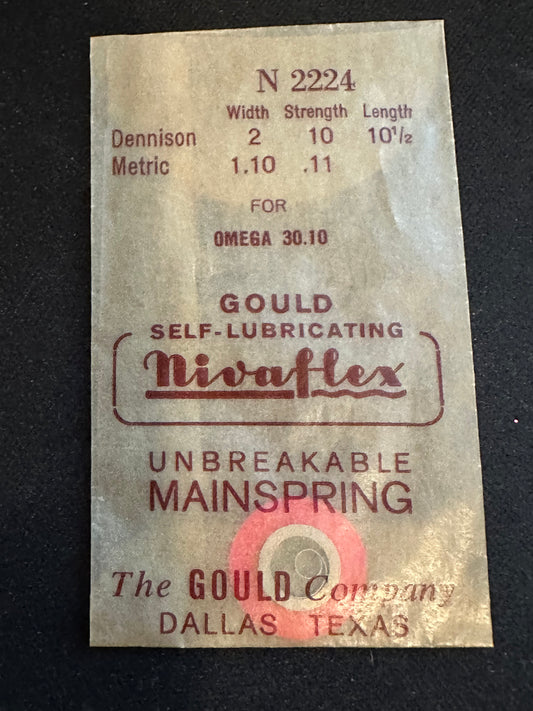 N 2224
Width Strength Length
Dennison 2 10 10½
Metric 1.10 .11
FOR
OMEGA 30.10
GOULD
SELF-LUBRICATING
Nivaflex
UNBREAKABLE
MAINSPRING
The GOULD Company
DALLAS TEXAS